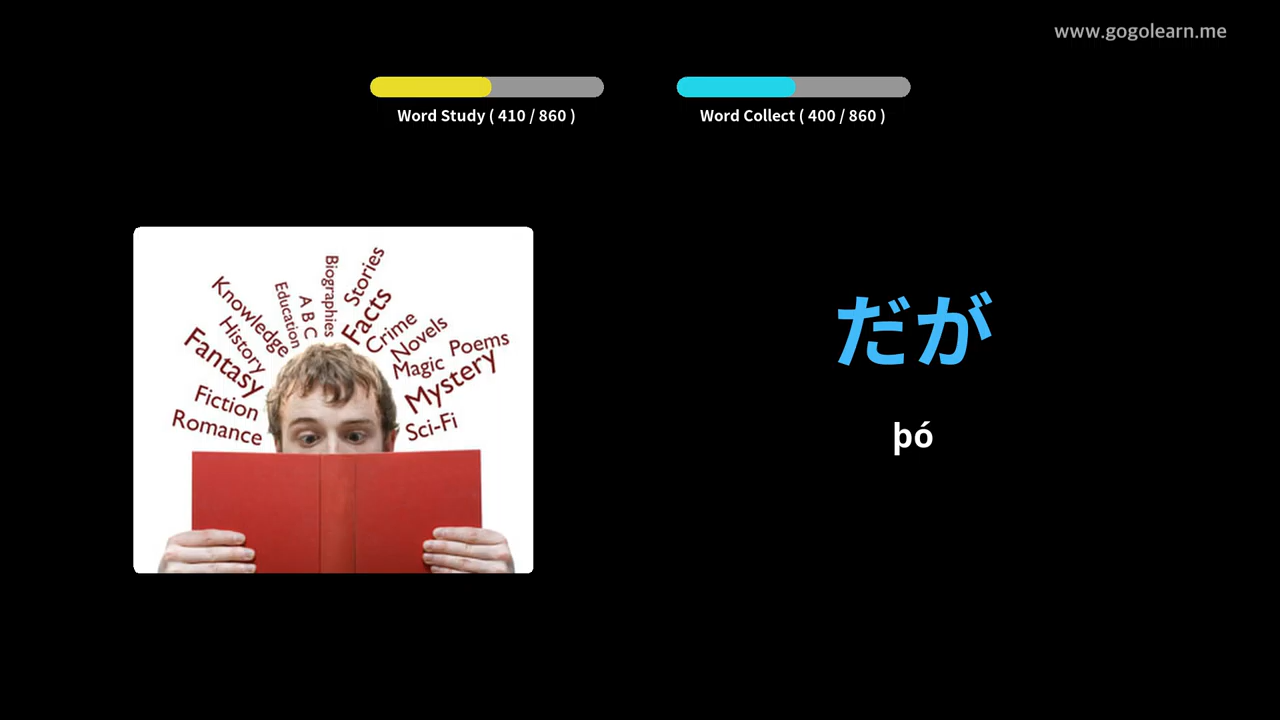 www.gogolearn.me
Word Study ( 410 / 860 )
Word Collect ( 400 / 860 )
Biographies
Stories
Education
A B C
Facts
Knowledge
Crime
History
Novels
Fantasy
Magic
Poems
Mystery
Fiction
Romance
Sci-Fi
だが
þó